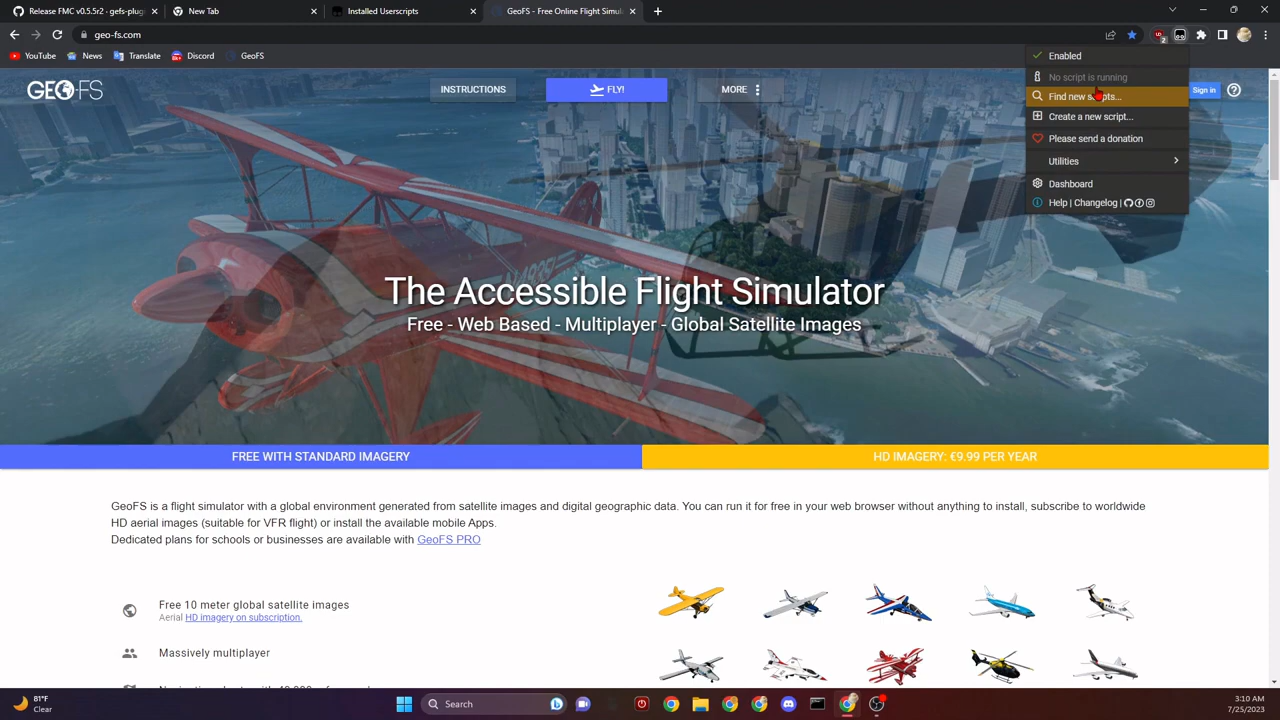 Release FMC v0.5.5r2 · gefs-plug
New Tab
Installed Userscripts
GeoFS - Free Online Flight Simula
geo-fs.com
YouTube
News
Translate
Discord
GeoFS
Enabled
No script is running
Find new scripts...
Create a new script...
Please send a donation
Utilities
Dashboard
Help | Changelog |
GEO FS
INSTRUCTIONS
FLY!
MORE
Sign in
The Accessible Flight Simulator
Free - Web Based - Multiplayer - Global Satellite Images
FREE WITH STANDARD IMAGERY
HD IMAGERY: €9.99 PER YEAR
GeoFS is a flight simulator with a global environment generated from satellite images and digital geographic data. You can run it for free in your web browser without anything to install, subscribe to worldwide
HD aerial images (suitable for VFR flight) or install the available mobile Apps.
Dedicated plans for schools or businesses are available with GeoFS PRO
Free 10 meter global satellite images
Aerial HD imagery on subscription.
Massively multiplayer
81°F
Clear
Search
3:10 AM
7/25/2023